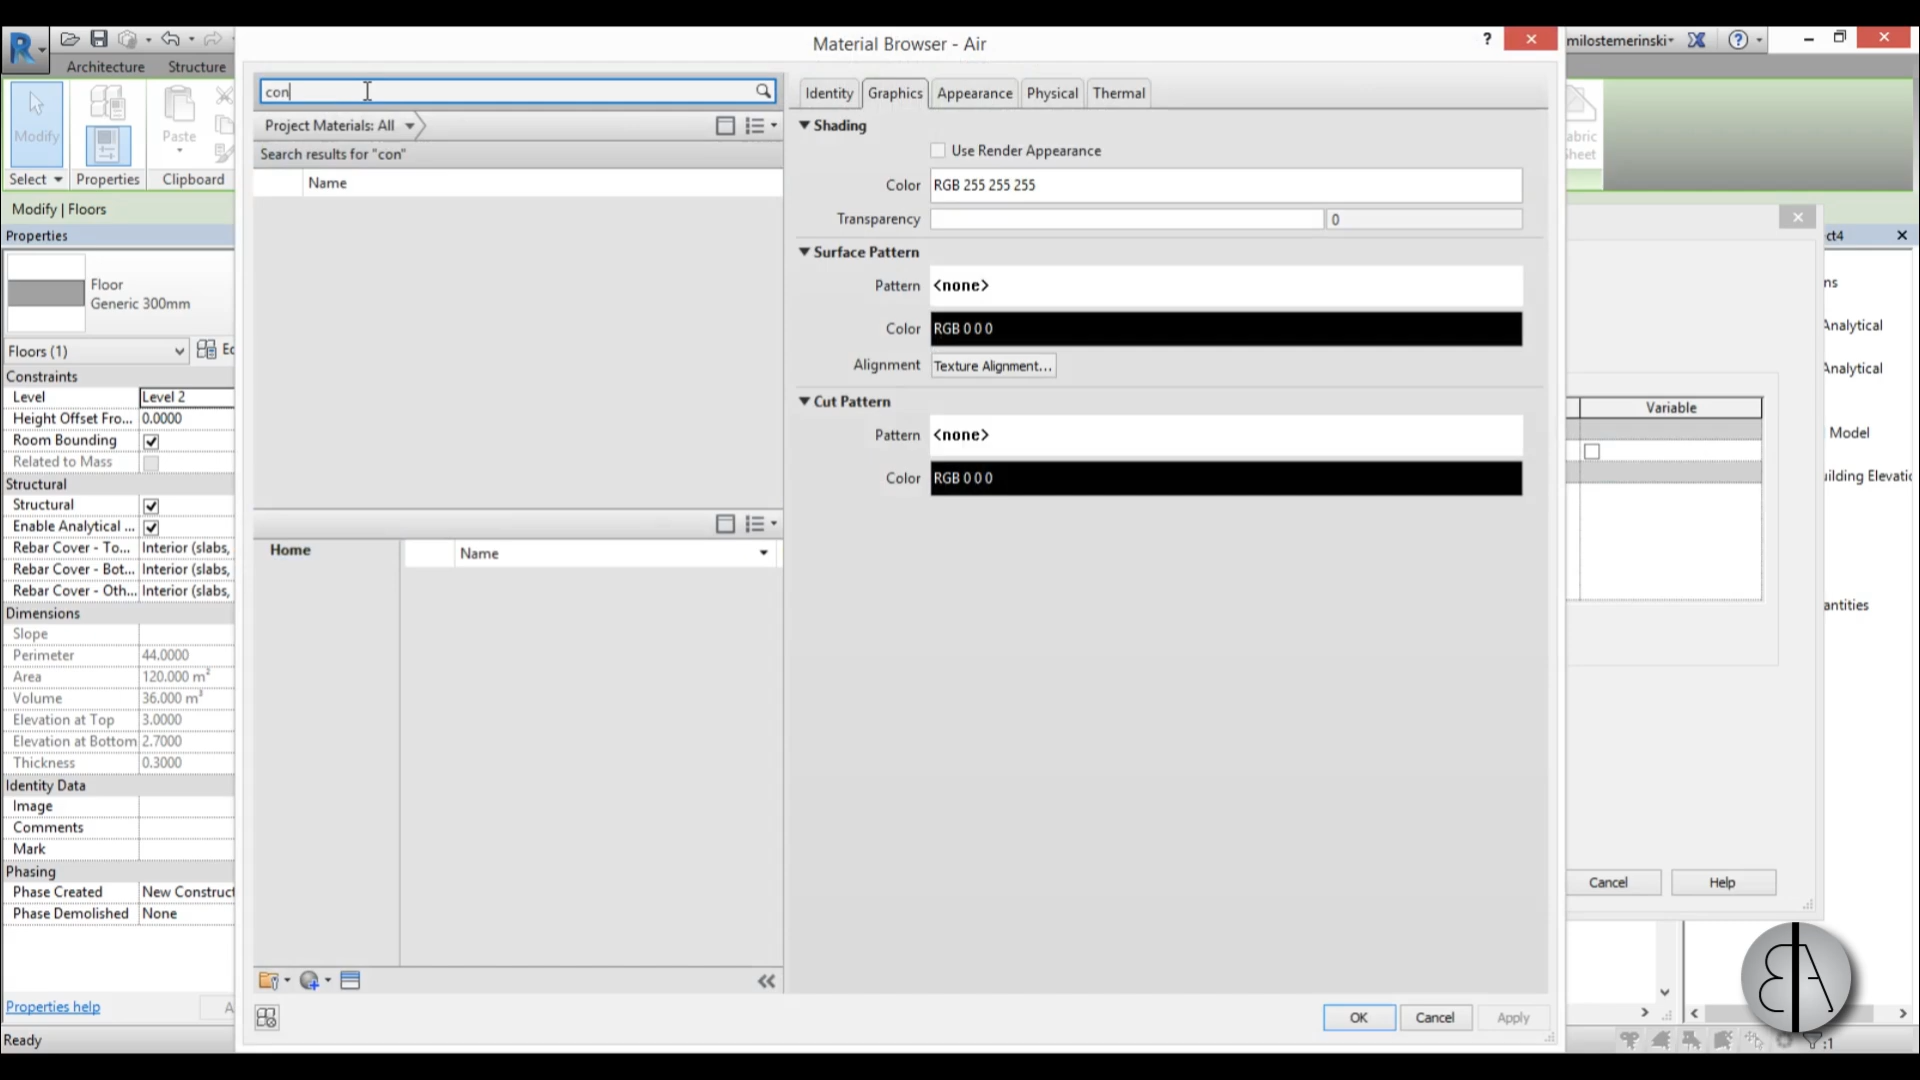 Material Browser - Air
?
milostemerinski
Architecture
Structure
con
Identity
Graphics
Appearance
Physical
Thermal
Project Materials: All
Search results for "con"
Name
Shading
Use Render Appearance
Color
RGB 255 255 255
Transparency
0
Surface Pattern
Pattern
<none>
Color
RGB 0 0 0
Alignment
Texture Alignment...
Cut Pattern
Pattern
<none>
Color
RGB 0 0 0
Home
Name
OK
Cancel
Apply
Modify
Paste
Select
Properties
Clipboard
Modify | Floors
Properties
Floor
Generic 300mm
Floors (1)
Constraints
Level
Level 2
Height Offset Fro...
0.0000
Room Bounding
Related to Mass
Structural
Structural
Enable Analytical ...
Rebar Cover - To...
Interior (slabs,
Rebar Cover - Bot...
Interior (slabs,
Rebar Cover - Oth...
Interior (slabs,
Dimensions
Slope
Perimeter
44.0000
Area
120.000 m²
Volume
36.000 m³
Elevation at Top
3.0000
Elevation at Bottom
2.7000
Thickness
0.3000
Identity Data
Image
Comments
Mark
Phasing
Phase Created
New Construct
Phase Demolished
None
Properties help
Ready
abric
heet
ct4
ns
Analytical
Analytical
Variable
Model
uilding Elevatio
antities
Cancel
Help
:1